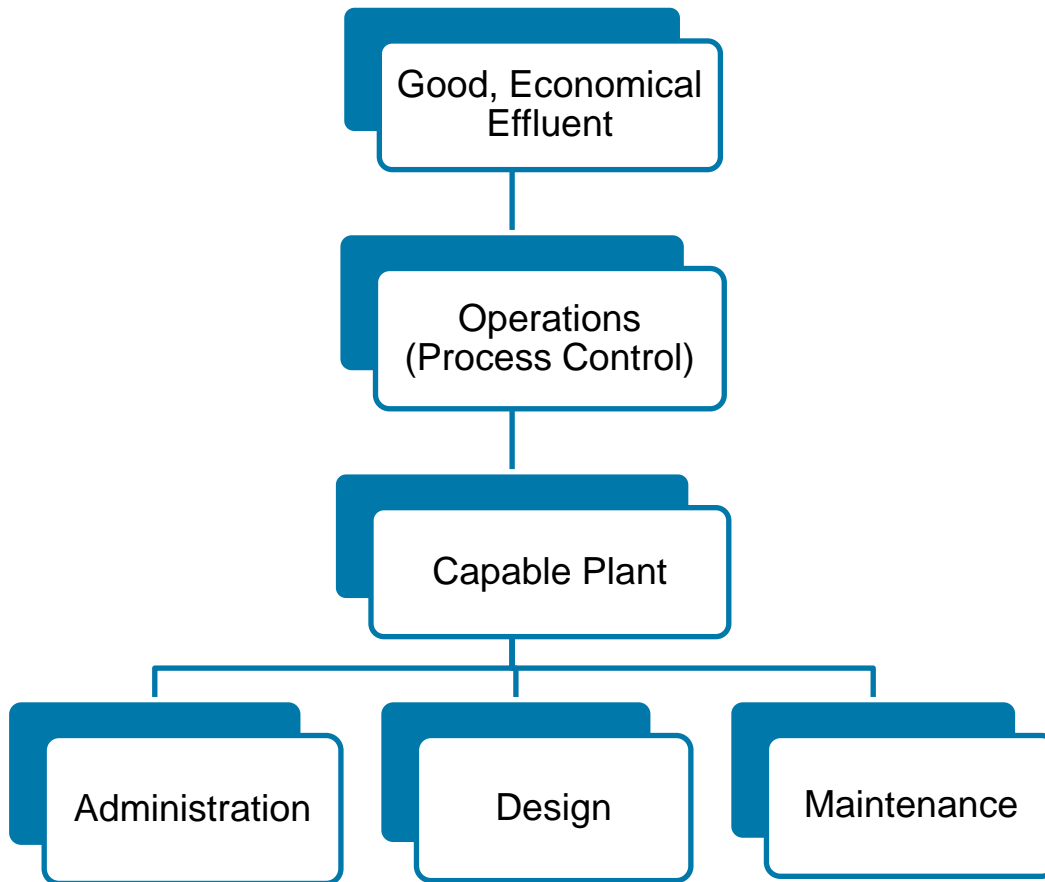 Good, Economical
Effluent
Operations
(Process Control)
Capable Plant
Administration
Design
Maintenance